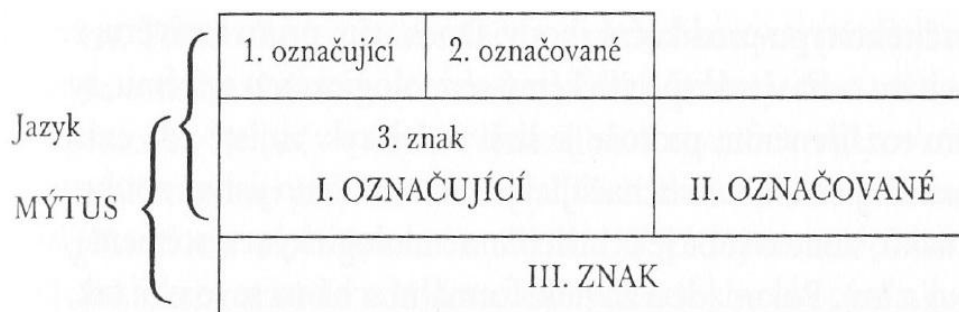 1. označující 2. označované
Jazyk
3. znak
MÝTUS
I. OZNAČUJÍCÍ II. OZNAČOVANÉ
III. ZNAK